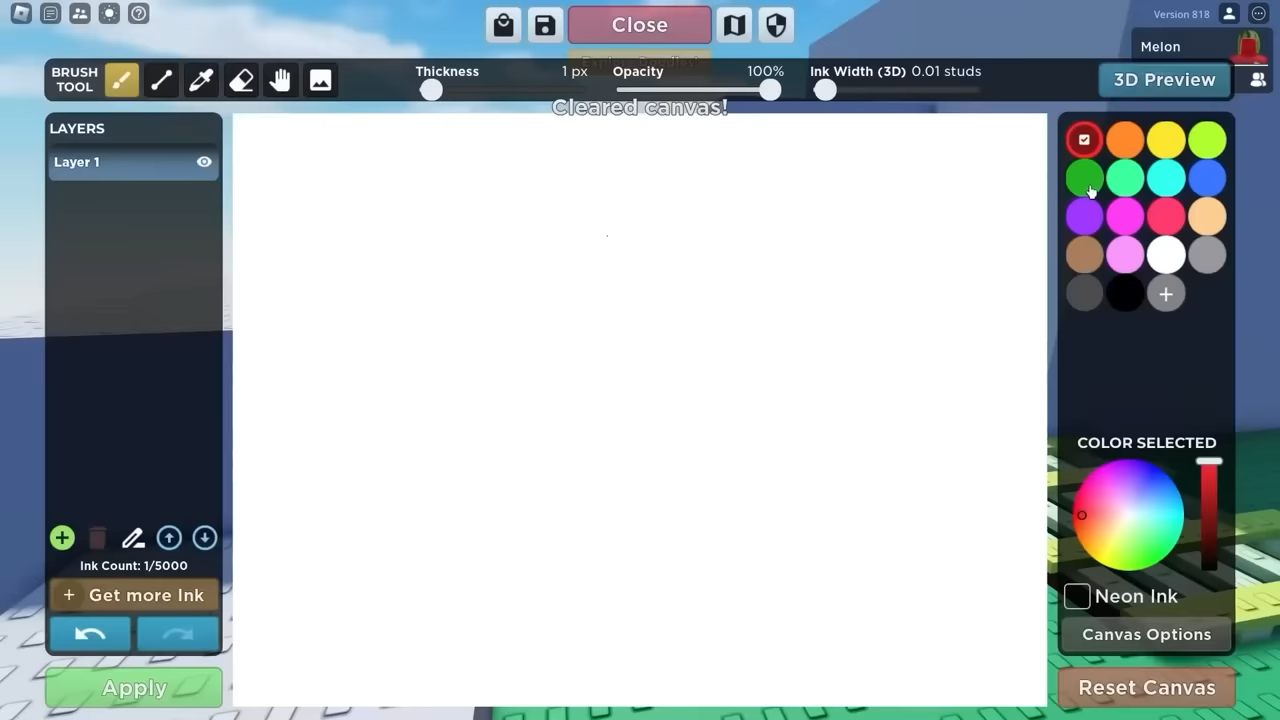 Version 818
Close
Melon
BRUSH
TOOL
Thickness
1 px
Opacity
100%
Ink Width (3D) 0.01 studs
3D Preview
Cleared canvas!
LAYERS
Layer 1
Ink Count: 1/5000
+ Get more Ink
Apply
COLOR SELECTED
Neon Ink
Canvas Options
Reset Canvas